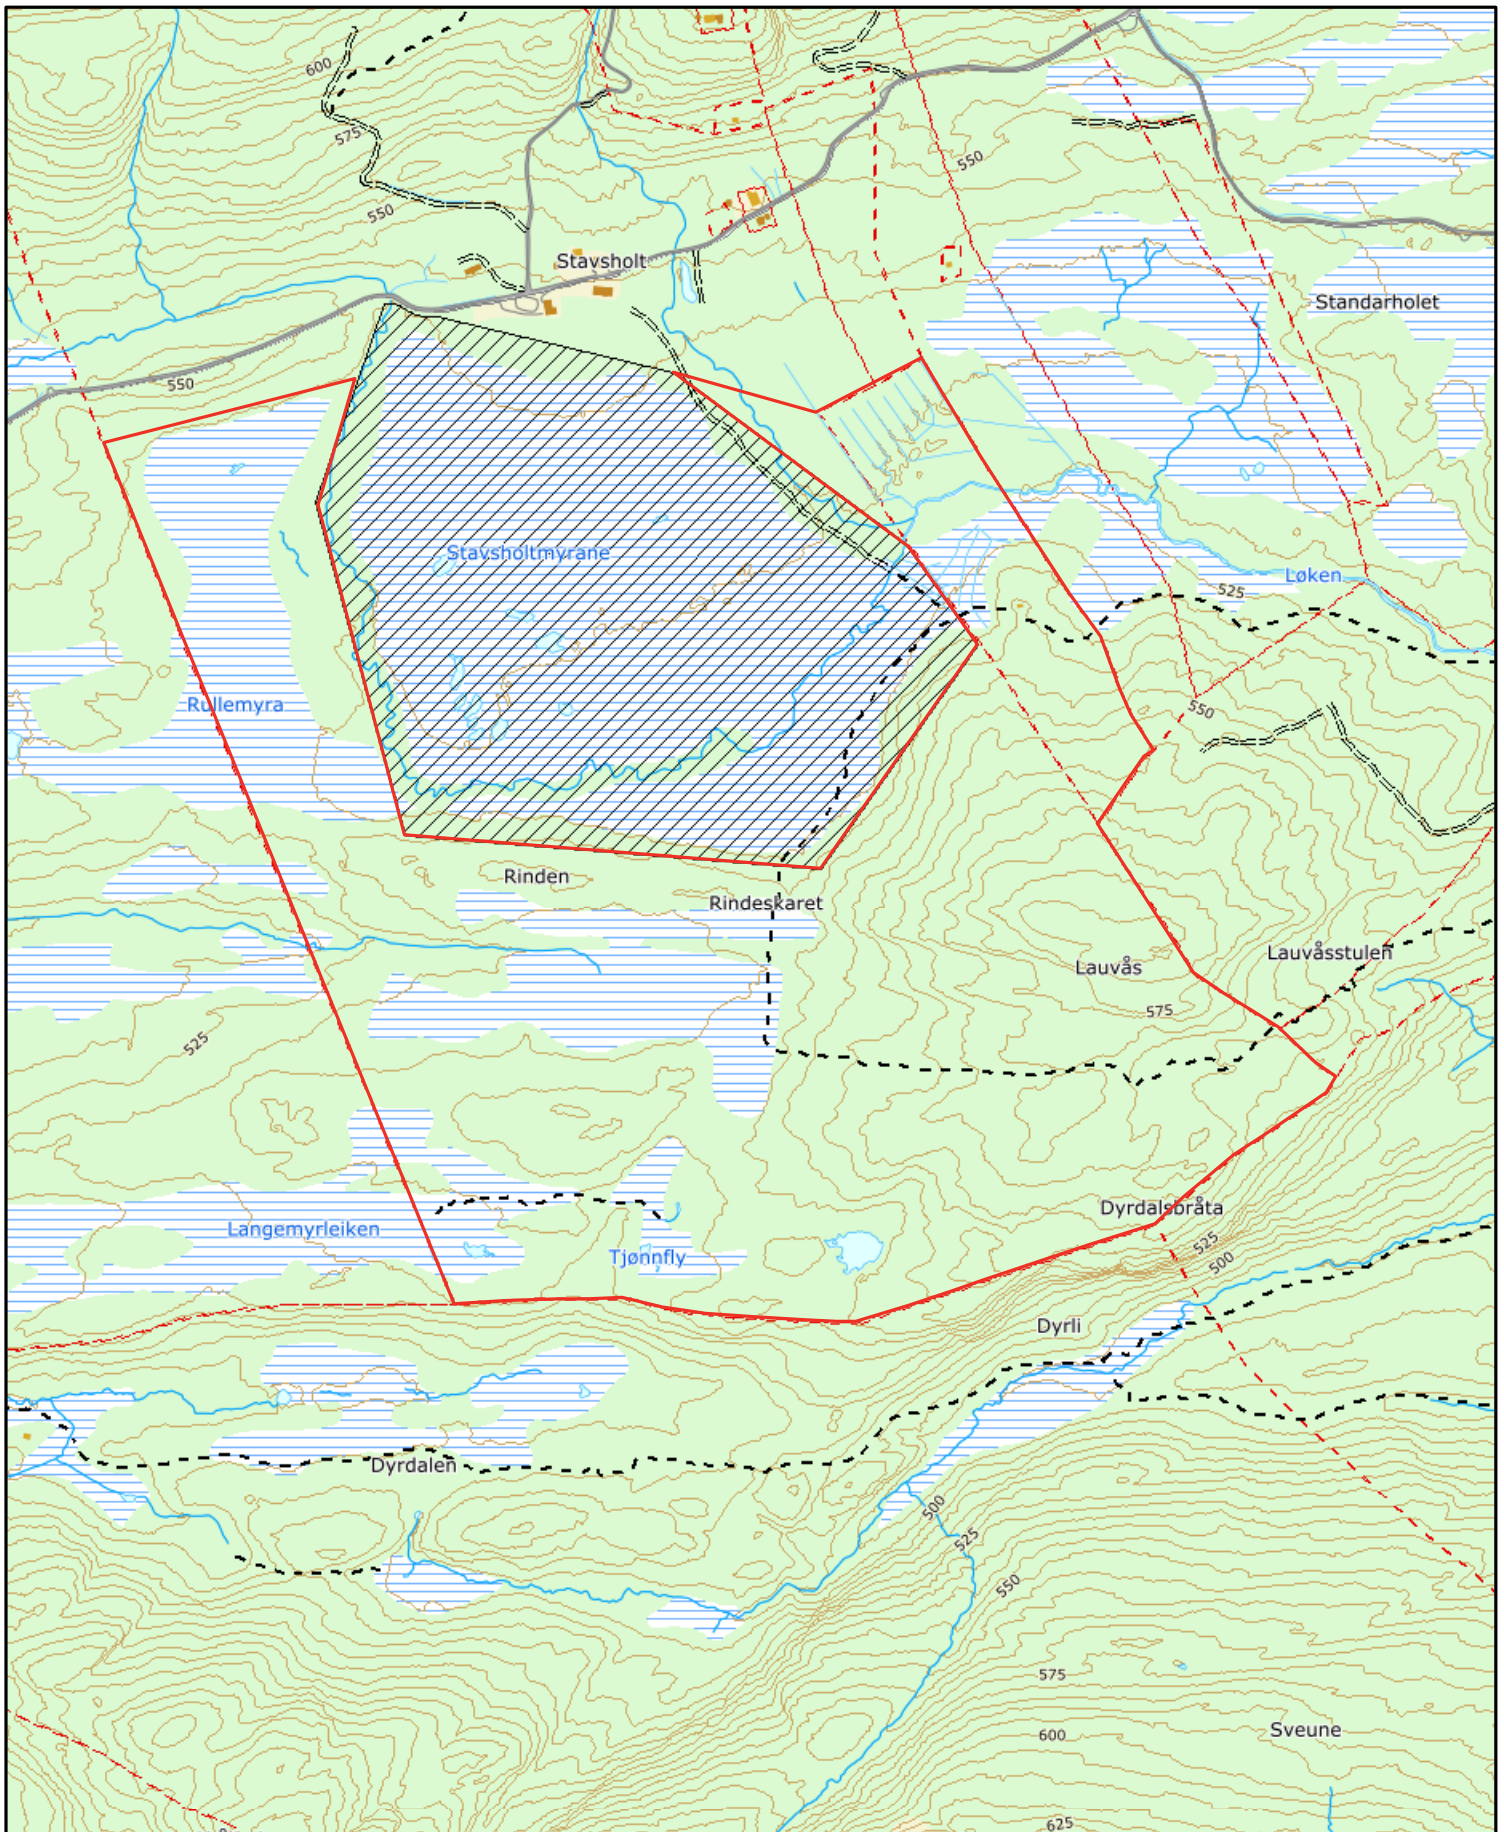 600
575
550
550
Stavsholt
Standarholet
550
Stavsholtmyrane
Løken
525
Rullemyra
550
Rinden
Rindeskaret
Lauvåsstulen
Lauvås
575
525
Dyrdalsbråta
Langemyrleiken
Tjønnfly
525
500
Dyrli
Dyrdalen
500
525
550
575
Sveune
600
625